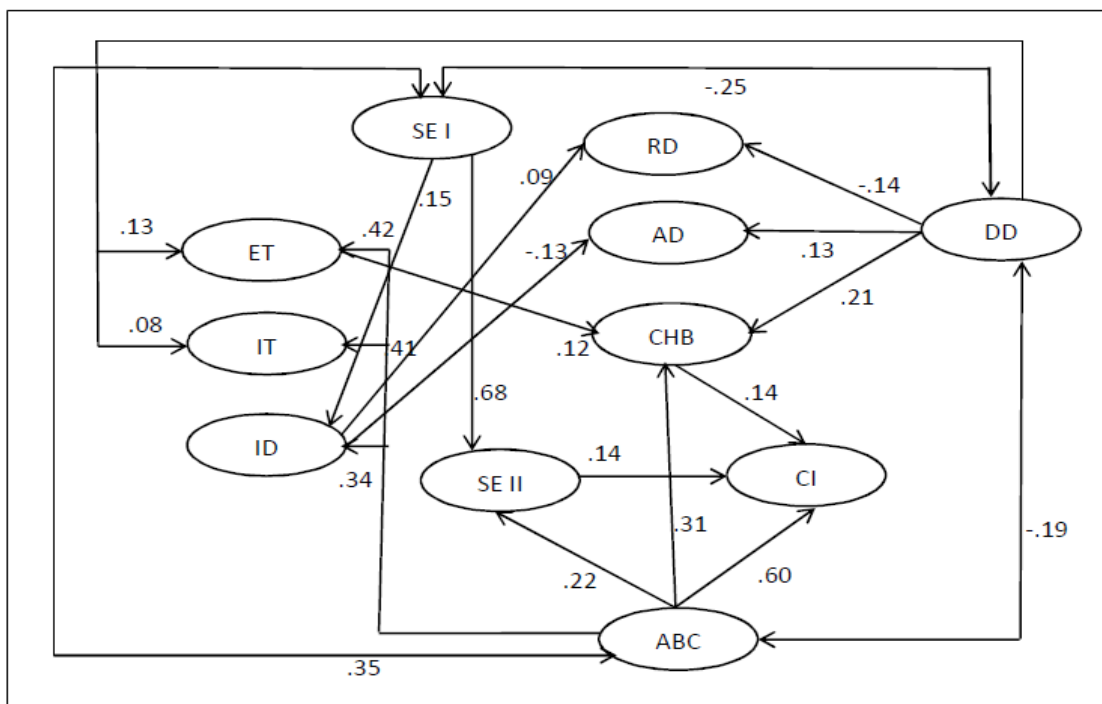 -.25
SE I
RD
.09
-.14
.15
.13
.42
ET
-.13
AD
.13
DD
.21
.08
IT
.41
.12
CHB
.68
.14
ID
.34
.14
SE II
CI
.31
-.19
.22
.60
ABC
.35